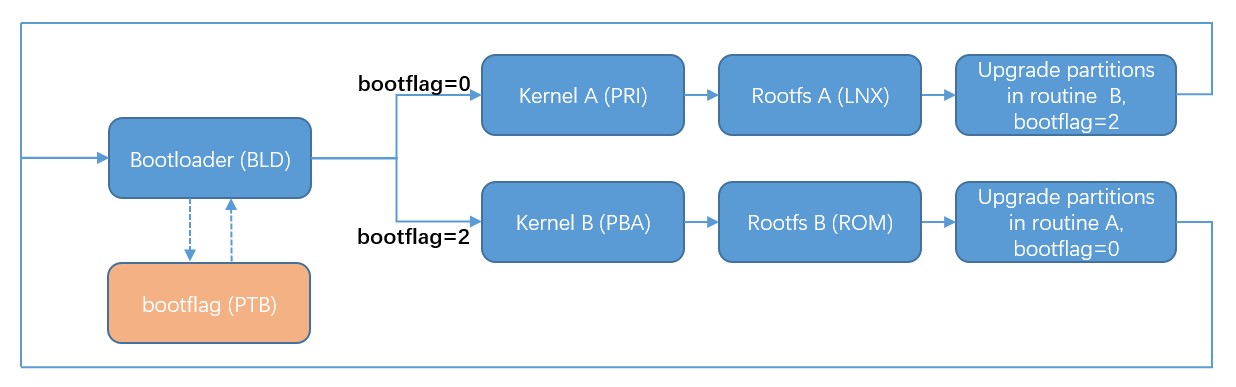 bootflag=0
Kernel A (PRI)
Rootfs A (LNX)
Upgrade partitions
in routine B,
bootflag=2
Bootloader (BLD)
bootflag=2
Kernel B (PBA)
Rootfs B (ROM)
Upgrade partitions
in routine A,
bootflag=0
bootflag (PTB)